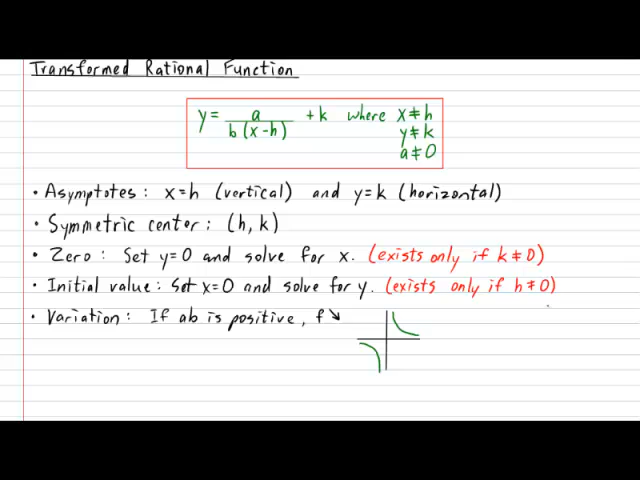 Transformed Rational Function
y = a / b(x-h) + k where x≠h
y≠k
a≠0
• Asymptotes: x=h (vertical) and y=k (horizontal)
• Symmetric center: (h, k)
• Zero: Set y=0 and solve for x. (exists only if k≠0)
• Initial value: Set x=0 and solve for y. (exists only if h≠0)
• Variation: If ab is positive, f ↘